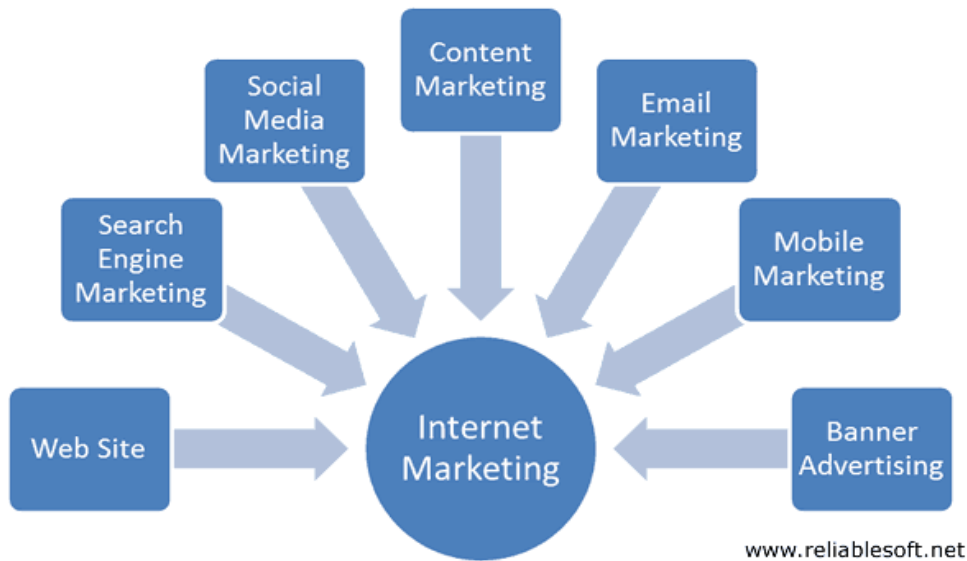 Web Site
Search
Engine
Marketing
Social
Media
Marketing
Content
Marketing
Email
Marketing
Mobile
Marketing
Banner
Advertising
Internet
Marketing
www.reliablesoft.net